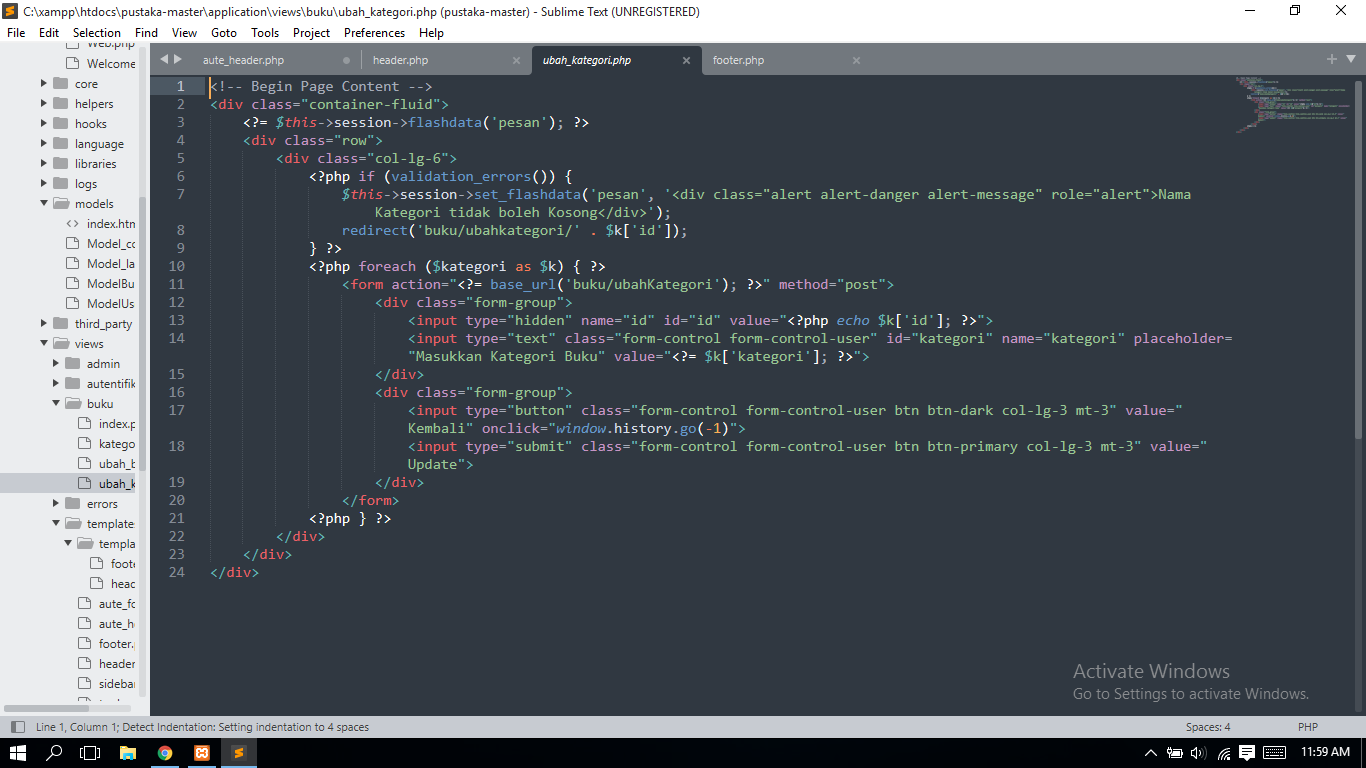 C:\xampp\htdocs\pustaka-master\application\views\buku\ubah_kategori.php (pustaka-master) - Sublime Text (UNREGISTERED)
File Edit Selection Find View Goto Tools Project Preferences Help
Web.php
Welcome
core
helpers
hooks
language
libraries
logs
models
<> index.htn
Model_cc
Model_la
ModelBu
ModelUs
third_party
views
admin
autentifik
buku
index.p
katego
ubah_b
ubah_k
errors
template
templa
foote
head
aute_fo
aute_h
footer.
header
sideba
aute_header.php header.php ubah_kategori.php footer.php
1 <!-- Begin Page Content -->
2 <div class="container-fluid">
3 <?= $this->session->flashdata('pesan'); ?>
4 <div class="row">
5 <div class="col-lg-6">
6 <?php if (validation_errors()) {
7 $this->session->set_flashdata('pesan', '<div class="alert alert-danger alert-message" role="alert">Nama
Kategori tidak boleh Kosong</div>');
8 redirect('buku/ubahkategori/' . $k['id']);
9 } ?>
10 <?php foreach ($kategori as $k) { ?>
11 <form action="<?= base_url('buku/ubahKategori'); ?>" method="post">
12 <div class="form-group">
13 <input type="hidden" name="id" id="id" value="<?php echo $k['id']; ?>">
14 <input type="text" class="form-control form-control-user" id="kategori" name="kategori" placeholder=
"Masukkan Kategori Buku" value="<?= $k['kategori']; ?>">
15 </div>
16 <div class="form-group">
17 <input type="button" class="form-control form-control-user btn btn-dark col-lg-3 mt-3" value="
Kembali" onclick="window.history.go(-1)">
18 <input type="submit" class="form-control form-control-user btn btn-primary col-lg-3 mt-3" value="
Update">
19 </div>
20 </form>
21 <?php } ?>
22 </div>
23 </div>
24 </div>
Activate Windows
Go to Settings to activate Windows.
Line 1, Column 1; Detect Indentation: Setting indentation to 4 spaces Spaces: 4 PHP
11:59 AM